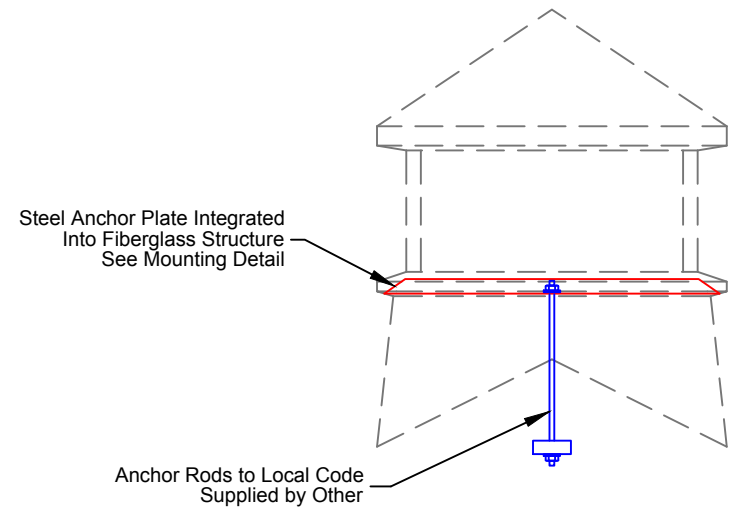 Steel Anchor Plate Integrated
Into Fiberglass Structure
See Mounting Detail
Anchor Rods to Local Code
Supplied by Other